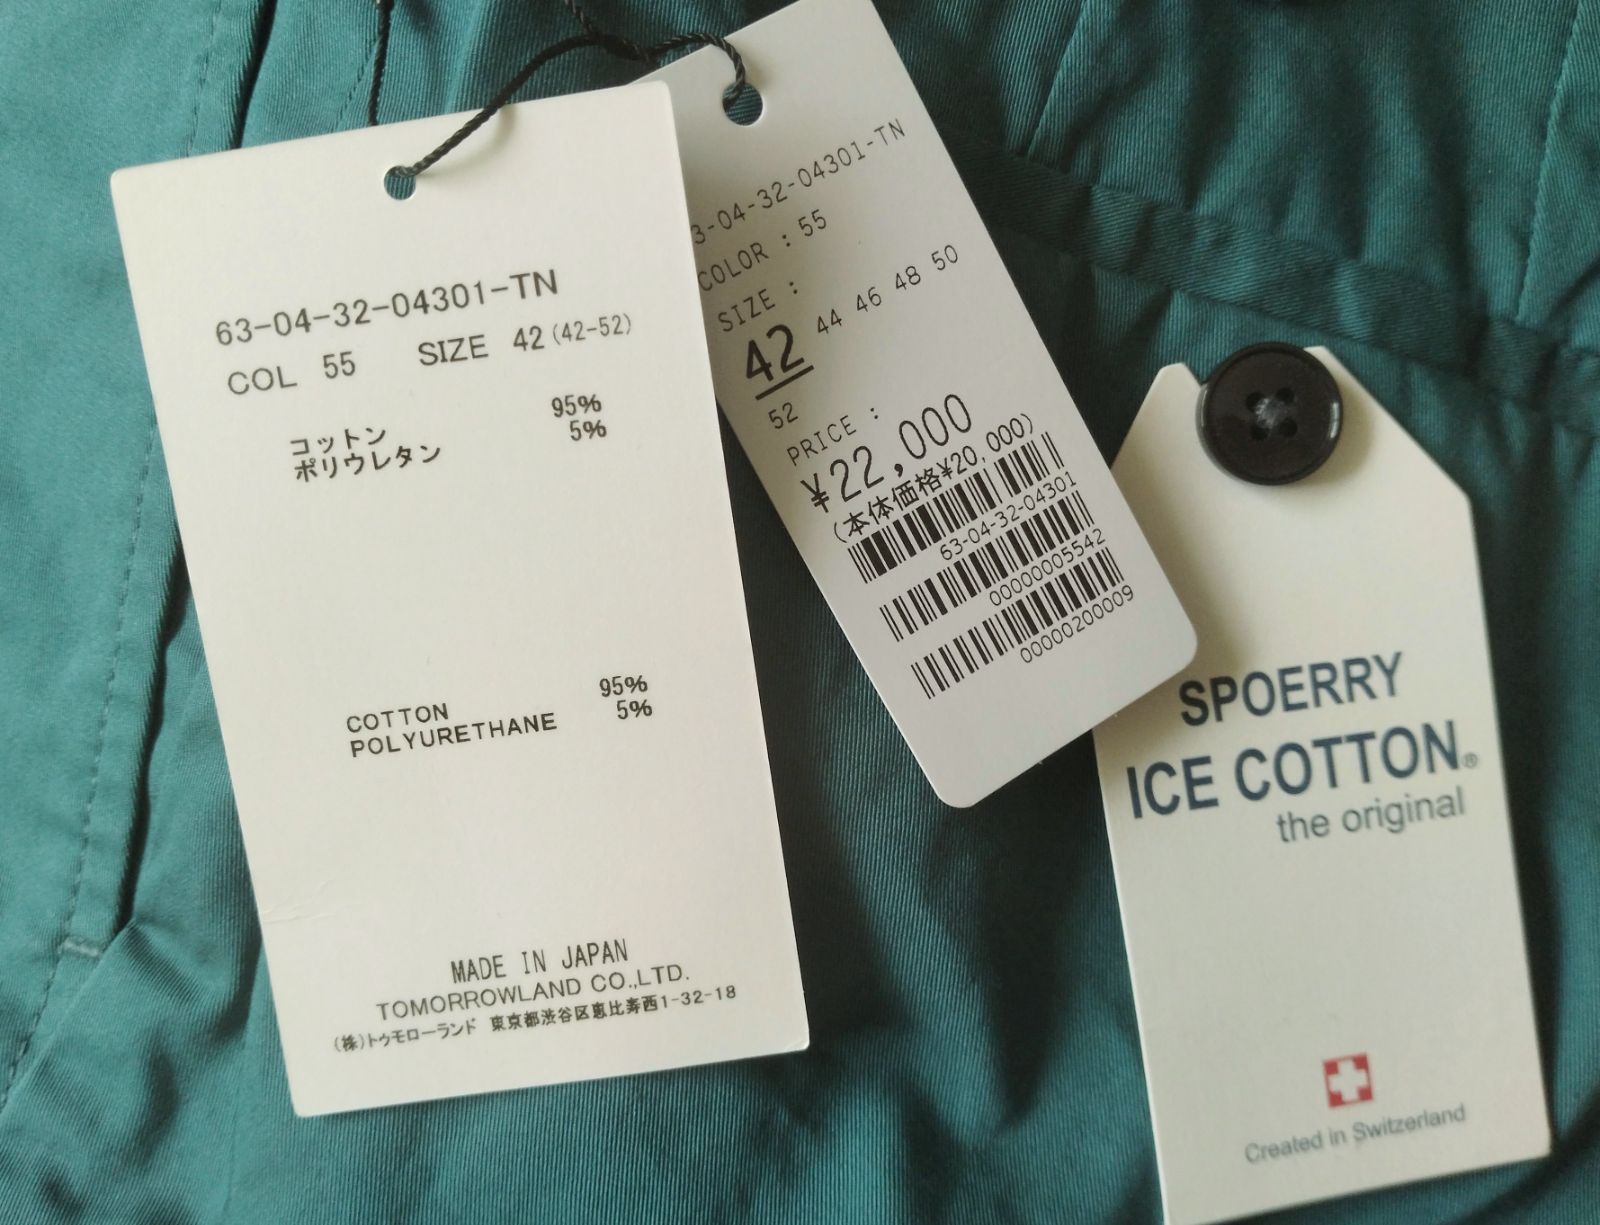 63-04-32-04301-TN
COL 55 SIZE 42 (42-52)
コットン 95%
ポリウレタン 5%
COTTON 95%
POLYURETHANE 5%
MADE IN JAPAN
TOMORROWLAND CO.,LTD.
(株)トゥモローランド 東京都渋谷区恵比寿西1-32-18
3-04-32-04301-TN
COLOR : 55
SIZE :
42 44 46 48 50
52
PRICE :
¥22,000
(本体価格¥20,000)
63-04-32-04301
00000005542
00000200009
SPOERRY
ICE COTTON®
the original
Created in Switzerland